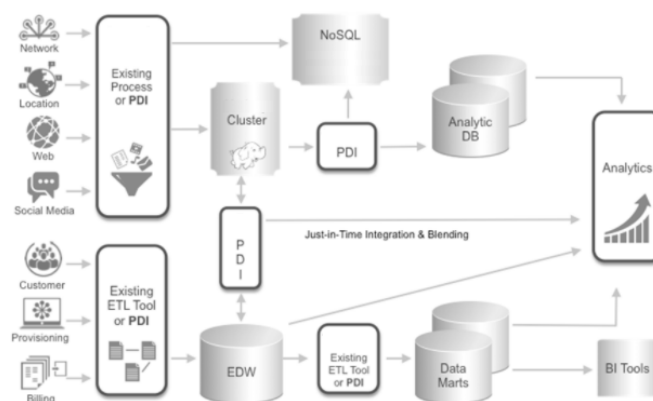 Network
Location
Web
Social Media
Existing
Process
or PDI
NoSQL
Cluster
PDI
Analytic
DB
Analytics
P
D
I
Just-in-Time Integration & Blending
Customer
Provisioning
Billing
Existing
ETL Tool
or PDI
EDW
Existing
ETL Tool
or PDI
Data
Marts
BI Tools